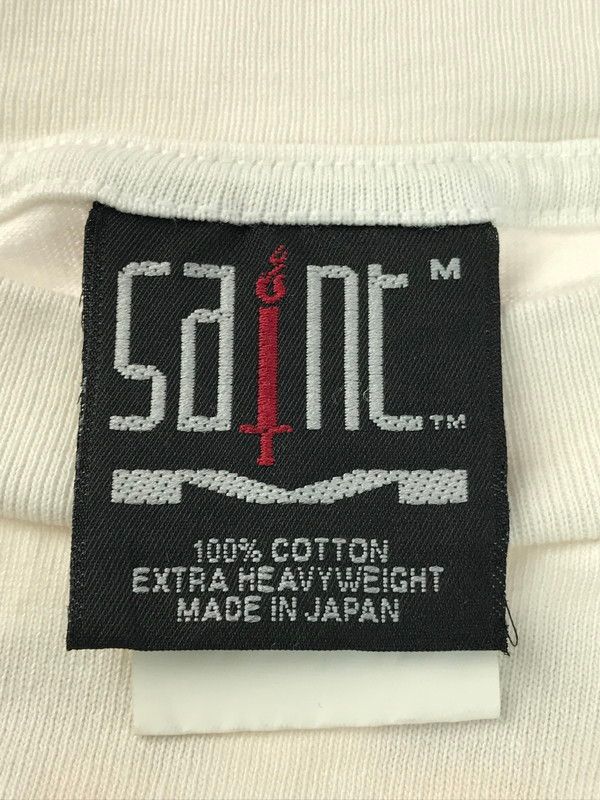 saint M
™
100% COTTON
EXTRA HEAVYWEIGHT
MADE IN JAPAN